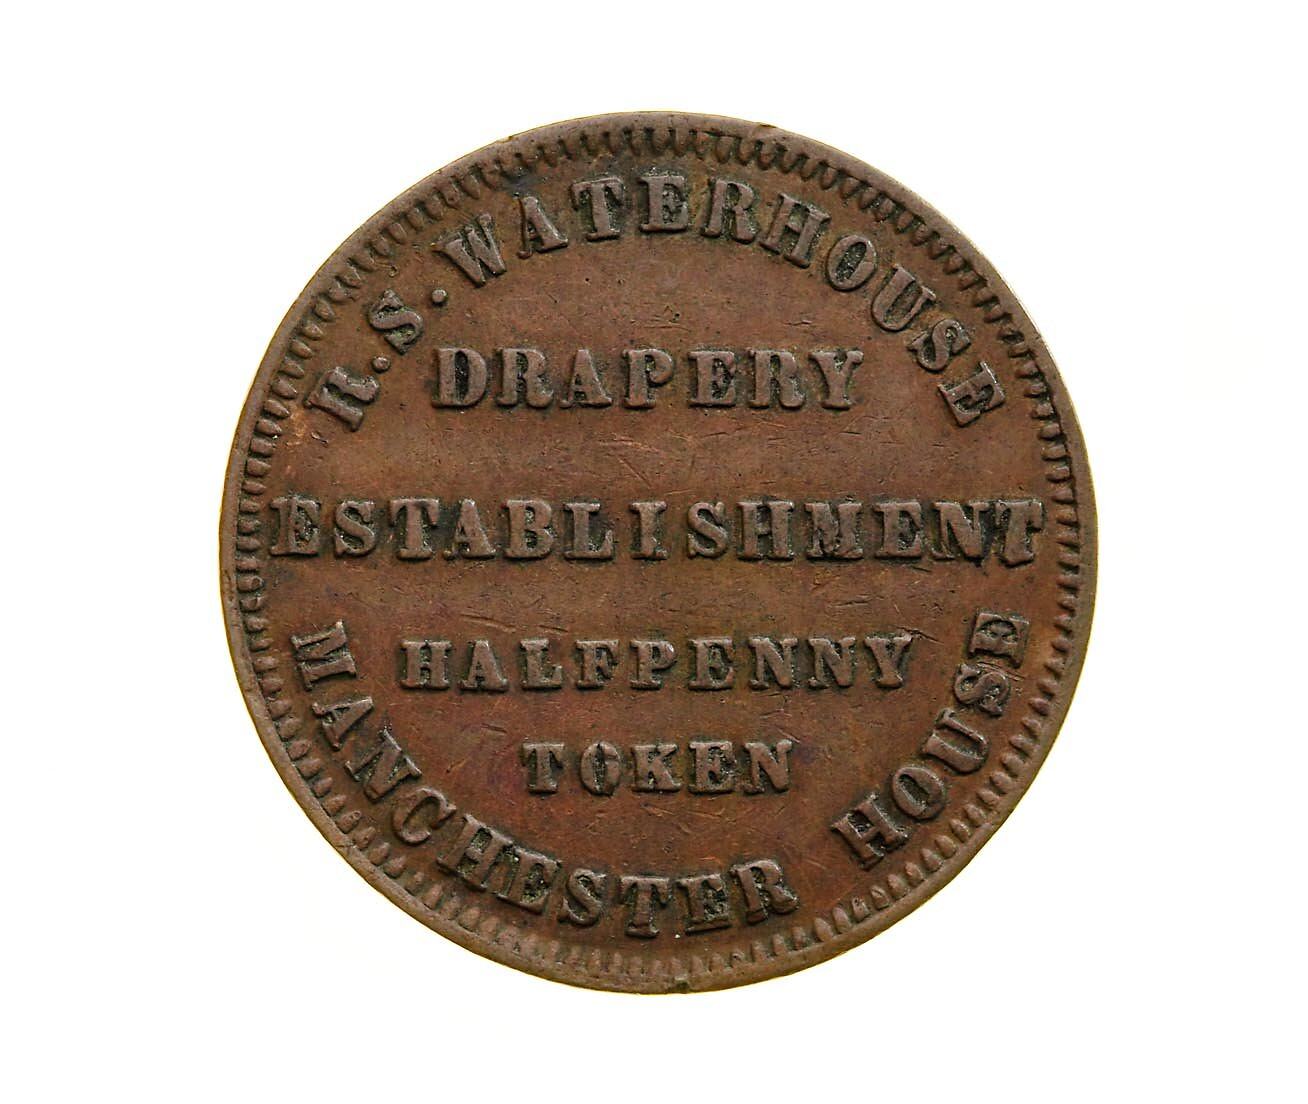 R.S. WATERHOUSE
DRAPERY
ESTABLISHMENT
HALFPENNY
TOKEN
MANCHESTER HOUSE